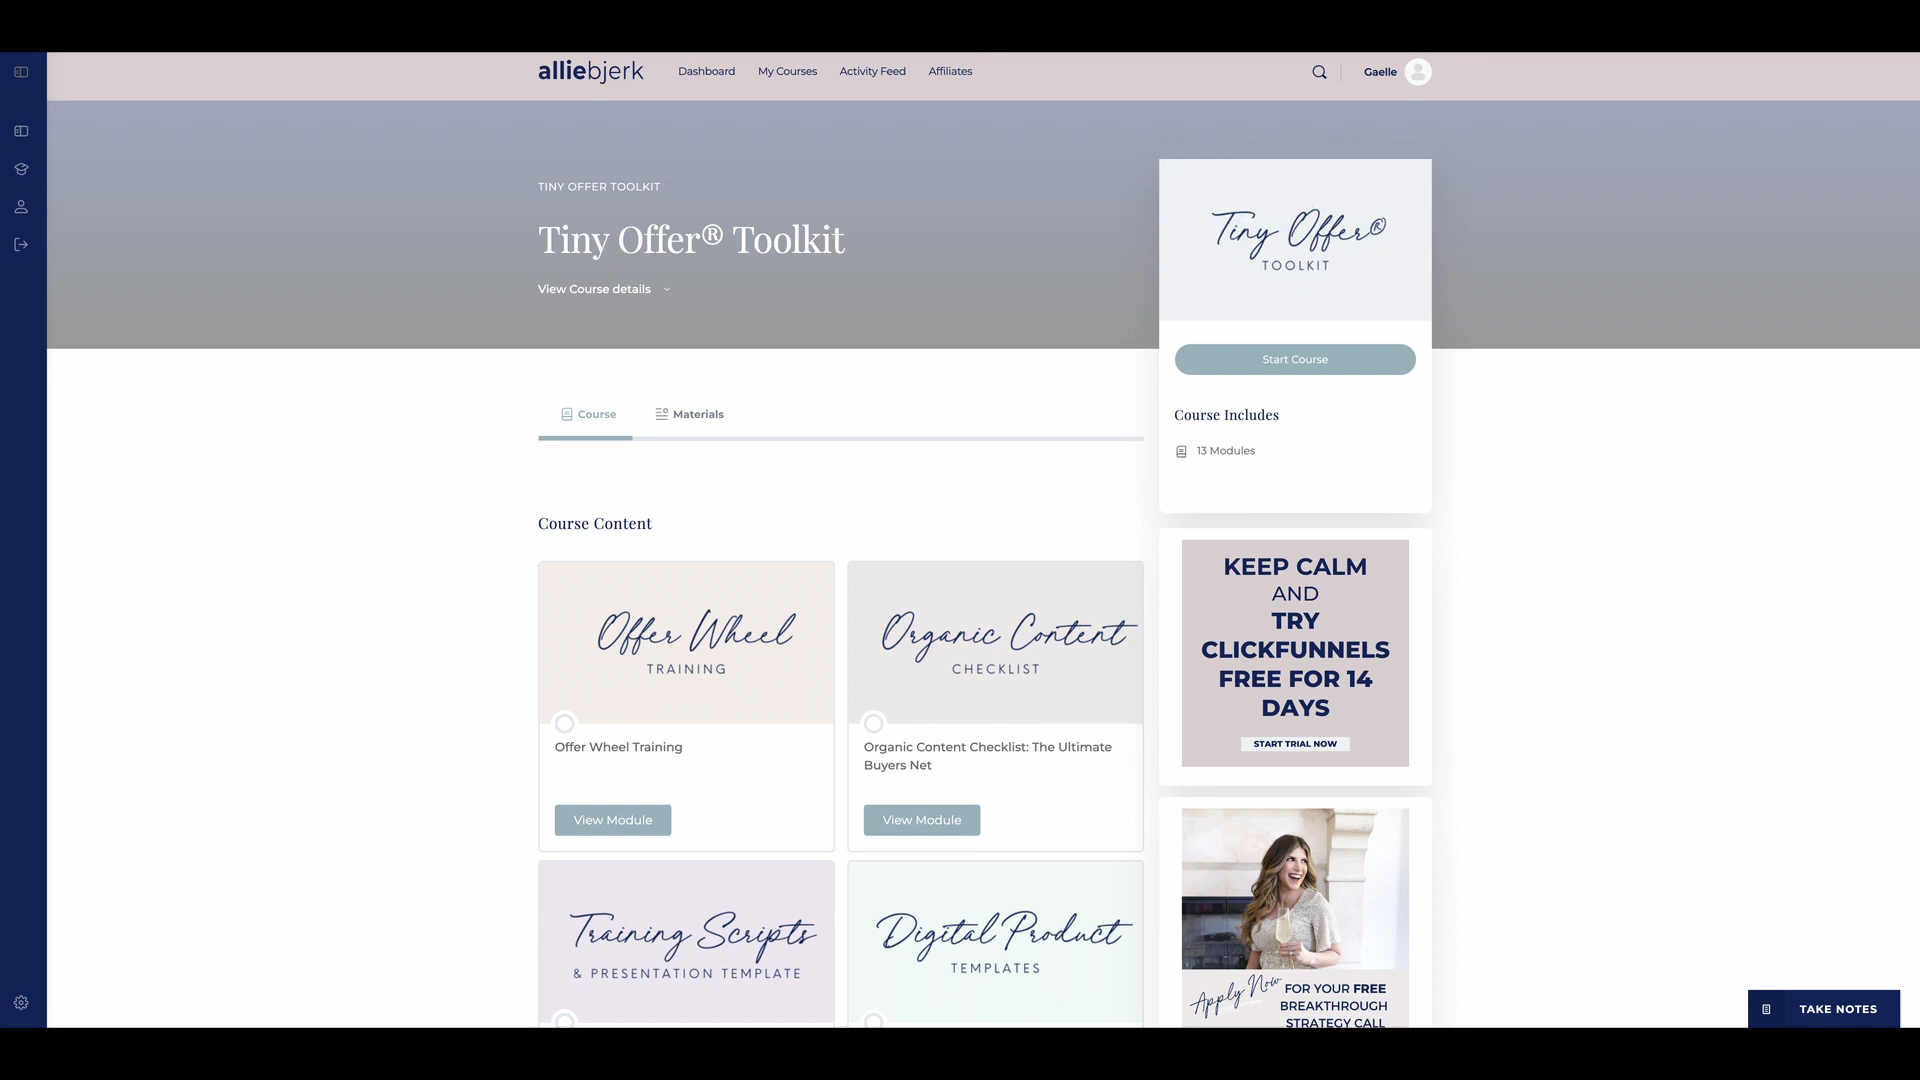 alliebjerk
Dashboard
My Courses
Activity Feed
Affiliates
Gaelle
TINY OFFER TOOLKIT
Tiny Offer® Toolkit
View Course details
Tiny Offer®
TOOLKIT
Start Course
Course Includes
13 Modules
Course
Materials
Course Content
Offer Wheel
TRAINING
Offer Wheel Training
View Module
Organic Content
CHECKLIST
Organic Content Checklist: The Ultimate
Buyers Net
View Module
Training Scripts
& PRESENTATION TEMPLATE
Digital Product
TEMPLATES
KEEP CALM
AND
TRY
CLICKFUNNELS
FREE FOR 14
DAYS
START TRIAL NOW
Apply Now FOR YOUR FREE
BREAKTHROUGH
STRATEGY CALL
TAKE NOTES